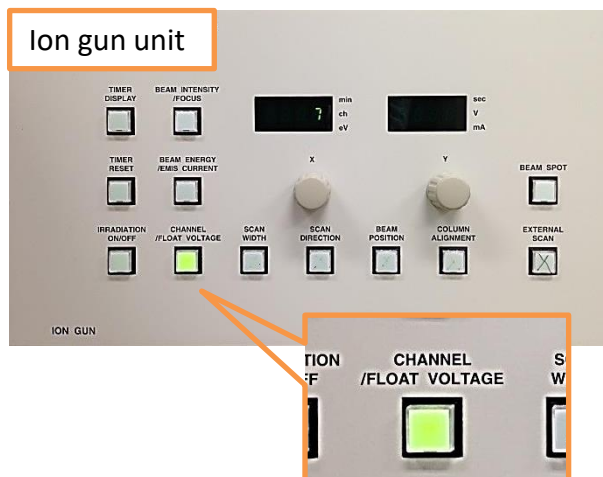 Ion gun unit
TIMER
DISPLAY
BEAM INTENSITY
/FOCUS
7
min
ch
eV
sec
V
mA
TIMER
RESET
BEAM ENERGY
/EMIS CURRENT
X
Y
BEAM SPOT
IRRADIATION
ON/OFF
CHANNEL
/FLOAT VOLTAGE
SCAN
WIDTH
SCAN
DIRECTION
BEAM
POSITION
COLUMN
ALIGNMENT
EXTERNAL
SCAN
ION GUN
TION
FF
CHANNEL
/FLOAT VOLTAGE
S
W